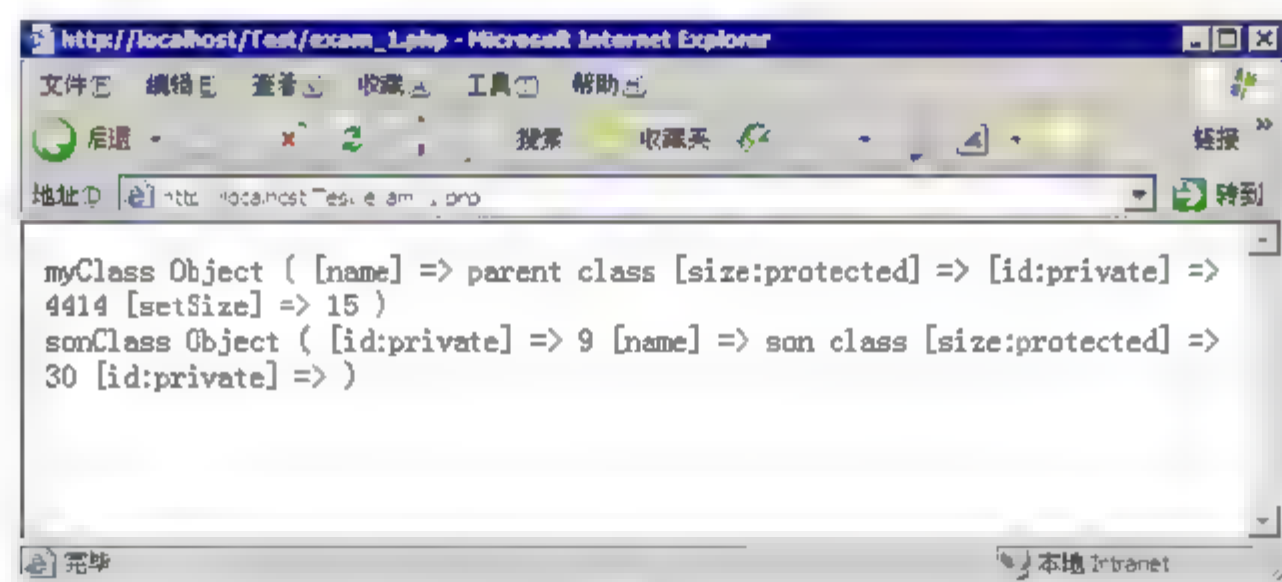 http://localhost/Test/exam_1.php - Microsoft Internet Explorer
文件 编辑 查看 收藏 工具 帮助
后退 搜索 收藏夹 链接
地址 转到
myClass Object ( [name] => parent class [size:protected] => [id:private] =>
4414 [setSize] => 15 )
sonClass Object ( [id:private] => 9 [name] => son class [size:protected] =>
30 [id:private] => )
完毕 本地 Intranet